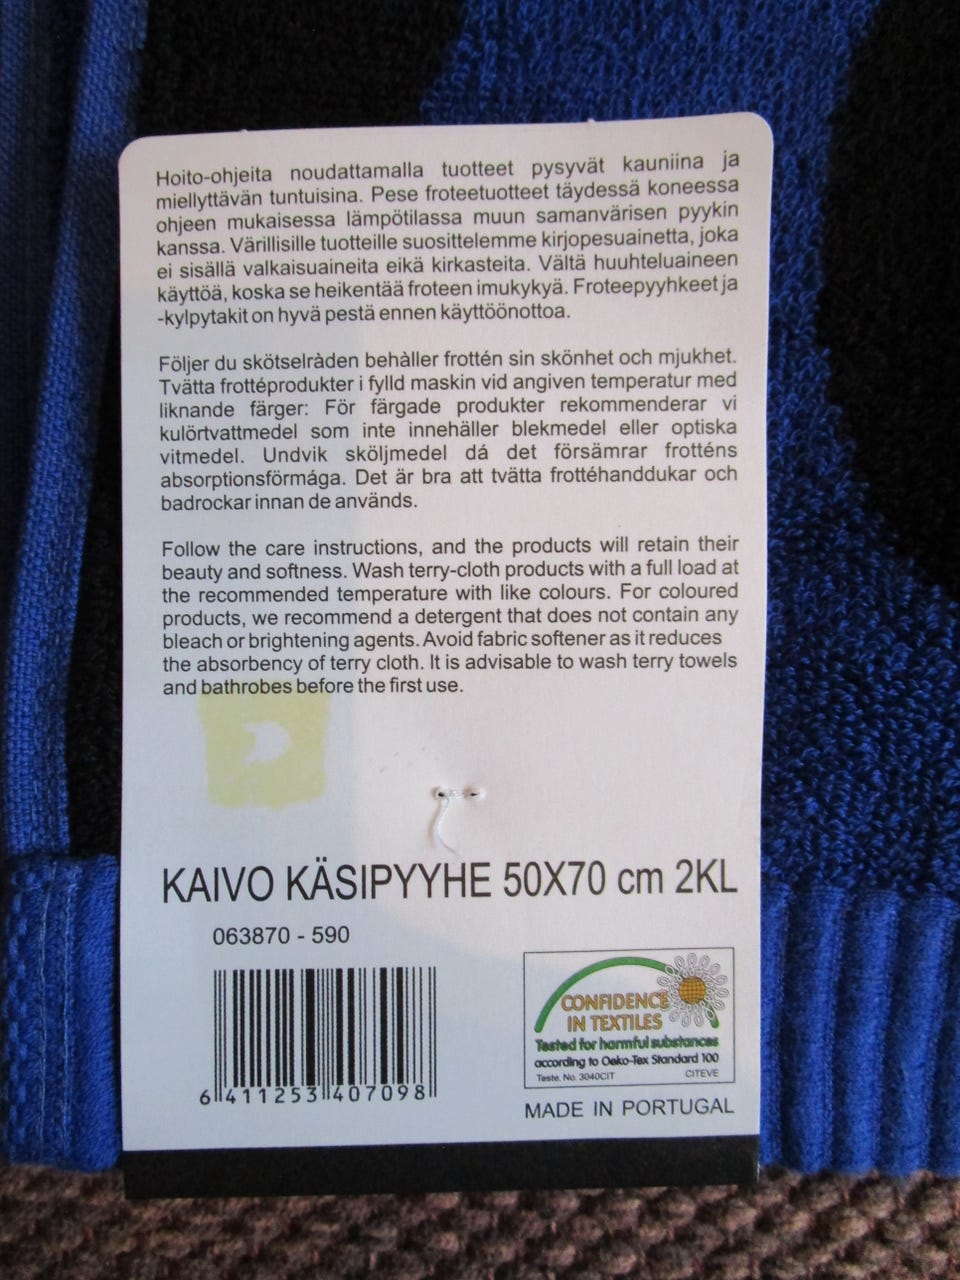 Hoito-ohjeita noudattamalla tuotteet pysyvät kauniina ja
miellyttävän tuntuisina. Pese froteetuotteet täydessä koneessa
ohjeen mukaisessa lämpötilassa muun samanvärisen pyykin
kanssa. Värillisille tuotteille suosittelemme kirjopesuainetta, joka
ei sisällä valkaisuaineita eikä kirkasteita. Vältä huuhteluaineen
käyttöä, koska se heikentää froteen imukykyä. Froteepyyhkeet ja
-kylpytakit on hyvä pestä ennen käyttöönottoa.
Följer du skötselràden behàller frottén sin skönhet och mjukhet.
Tvätta frottéprodukter i fylld maskin vid angiven temperatur med
liknande färger: För färgade produkter rekommenderar vi
kulörtvattmedel som inte innehäller blekmedel eller optiska
vitmedel. Undvik sköljmedel dá det försämrar frotténs
absorptionsförmága. Det är bra att tvätta frottéhanddukar och
badrockar innan de används.
Follow the care instructions, and the products will retain their
beauty and softness. Wash terry-cloth products with a full load at
the recommended temperature with like colours. For coloured
products, we recommend a detergent that does not contain any
bleach or brightening agents. Avoid fabric softener as it reduces
the absorbency of terry cloth. It is advisable to wash terry towels
and bathrobes before the first use.
KAIVO KÄSIPYYHE 50X70 cm 2KL
063870 - 590
6 411253 407098
CONFIDENCE
IN TEXTILES
Tested for harmful substances
according to Oeko-Tex Standard 100
Teste. No. 3040CIT CITEVE
MADE IN PORTUGAL